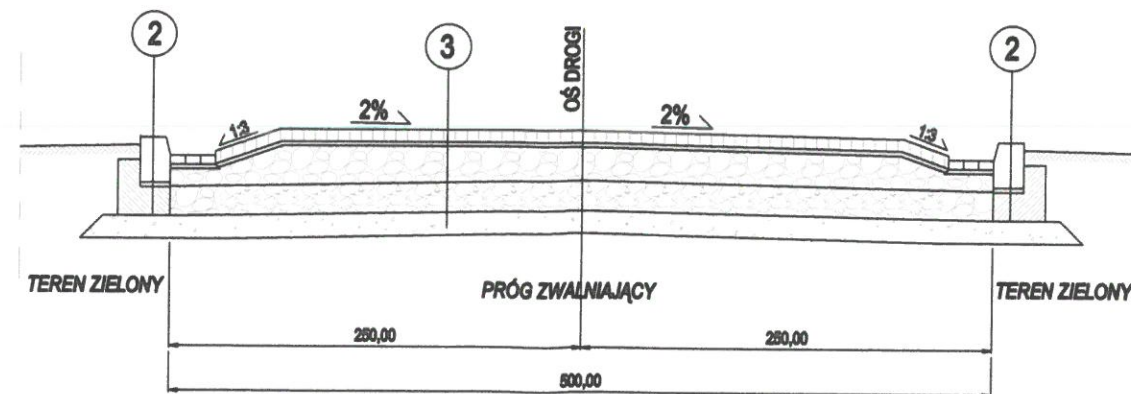 2
3
OŚ DROGI
2
1:3
2%
2%
1:3
TEREN ZIELONY
PRÓG ZWALNIAJĄCY
TEREN ZIELONY
250,00
250,00
500,00